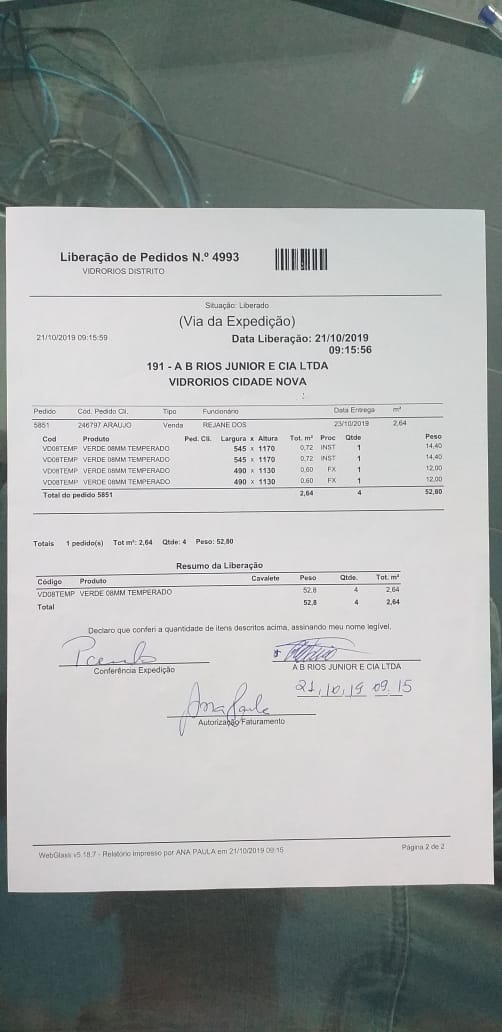 Liberação de Pedidos N.º 4993
VIDRORIOS DISTRITO
Situação: Liberado
(Via da Expedição)
21/10/2019 09:15:59
Data Liberação: 21/10/2019
09:15:56
191 - A B RIOS JUNIOR E CIA LTDA
VIDRORIOS CIDADE NOVA
Pedido Cód. Pedido Cli. Tipo Funcionário Data Entrega m²
5851 246797 ARAUJO Venda REJANE DOS 23/10/2019 2,64
Cod Produto Ped. Cli. Largura x Altura Tot. m² Proc Qtde Peso
VD08TEMP VERDE 08MM TEMPERADO 545 x 1170 0,72 INST 1 14,40
VD08TEMP VERDE 08MM TEMPERADO 545 x 1170 0,72 INST 1 14,40
VD08TEMP VERDE 08MM TEMPERADO 490 x 1130 0,60 FX 1 12,00
VD08TEMP VERDE 08MM TEMPERADO 490 x 1130 0,60 FX 1 12,00
Total do pedido 5851 2,64 4 52,80
Totais 1 pedido(s) Tot m²: 2,64 Qtde: 4 Peso: 52,80
Resumo da Liberação
Código Produto Cavalete Peso Qtde. Tot. m²
VD08TEMP VERDE 08MM TEMPERADO 52,8 4 2,64
Total 52,8 4 2,64
Declaro que conferi a quantidade de itens descritos acima, assinando meu nome legível.
Conferência Expedição
A B RIOS JUNIOR E CIA LTDA
21,10,19 09:15
Ana Paula
Autorização Faturamento
WebGlass v5.18.7 - Relatório impresso por ANA PAULA em 21/10/2019 09:15
Página 2 de 2